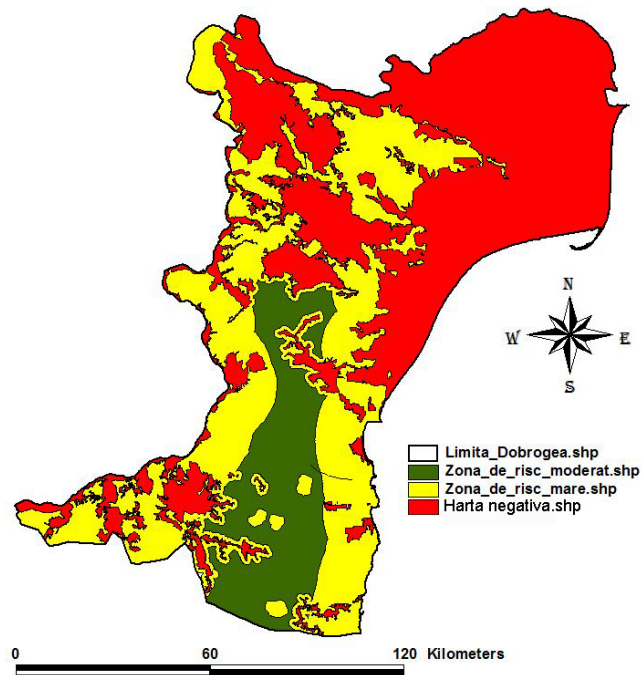 N
W E
S
Limita_Dobrogea.shp
Zona_de_risc_moderat.shp
Zona_de_risc_mare.shp
Harta negativa.shp
0 60 120 Kilometers